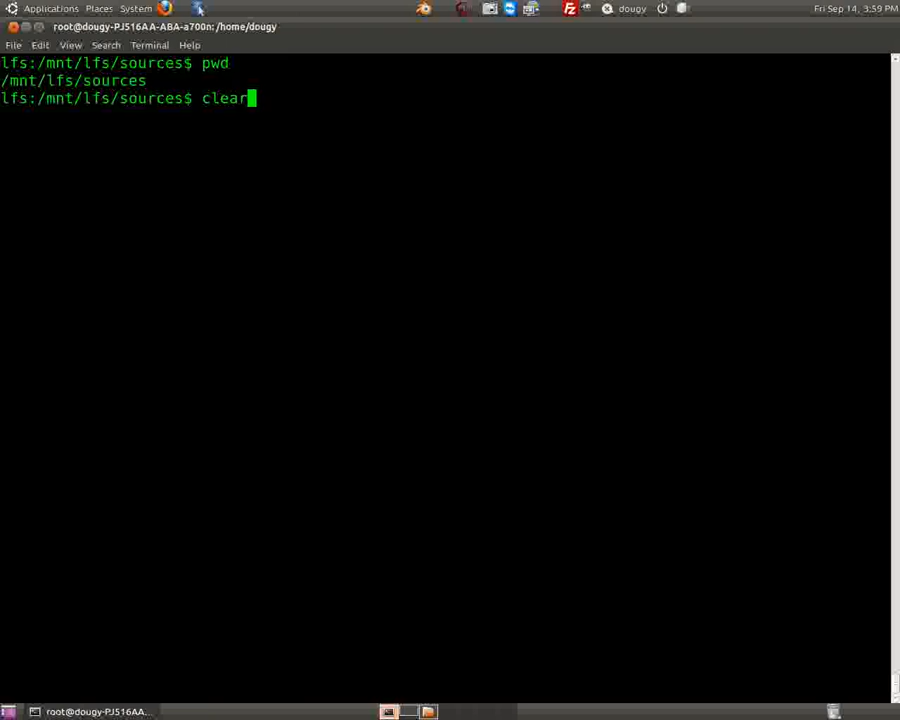 Applications Places System dougy Fri Sep 14, 3:59 PM
root@dougy-PJ516AA-ABA-a700n: /home/dougy
File Edit View Search Terminal Help
lfs:/mnt/lfs/sources$ pwd
/mnt/lfs/sources
lfs:/mnt/lfs/sources$ clear
root@dougy-PJ516AA...